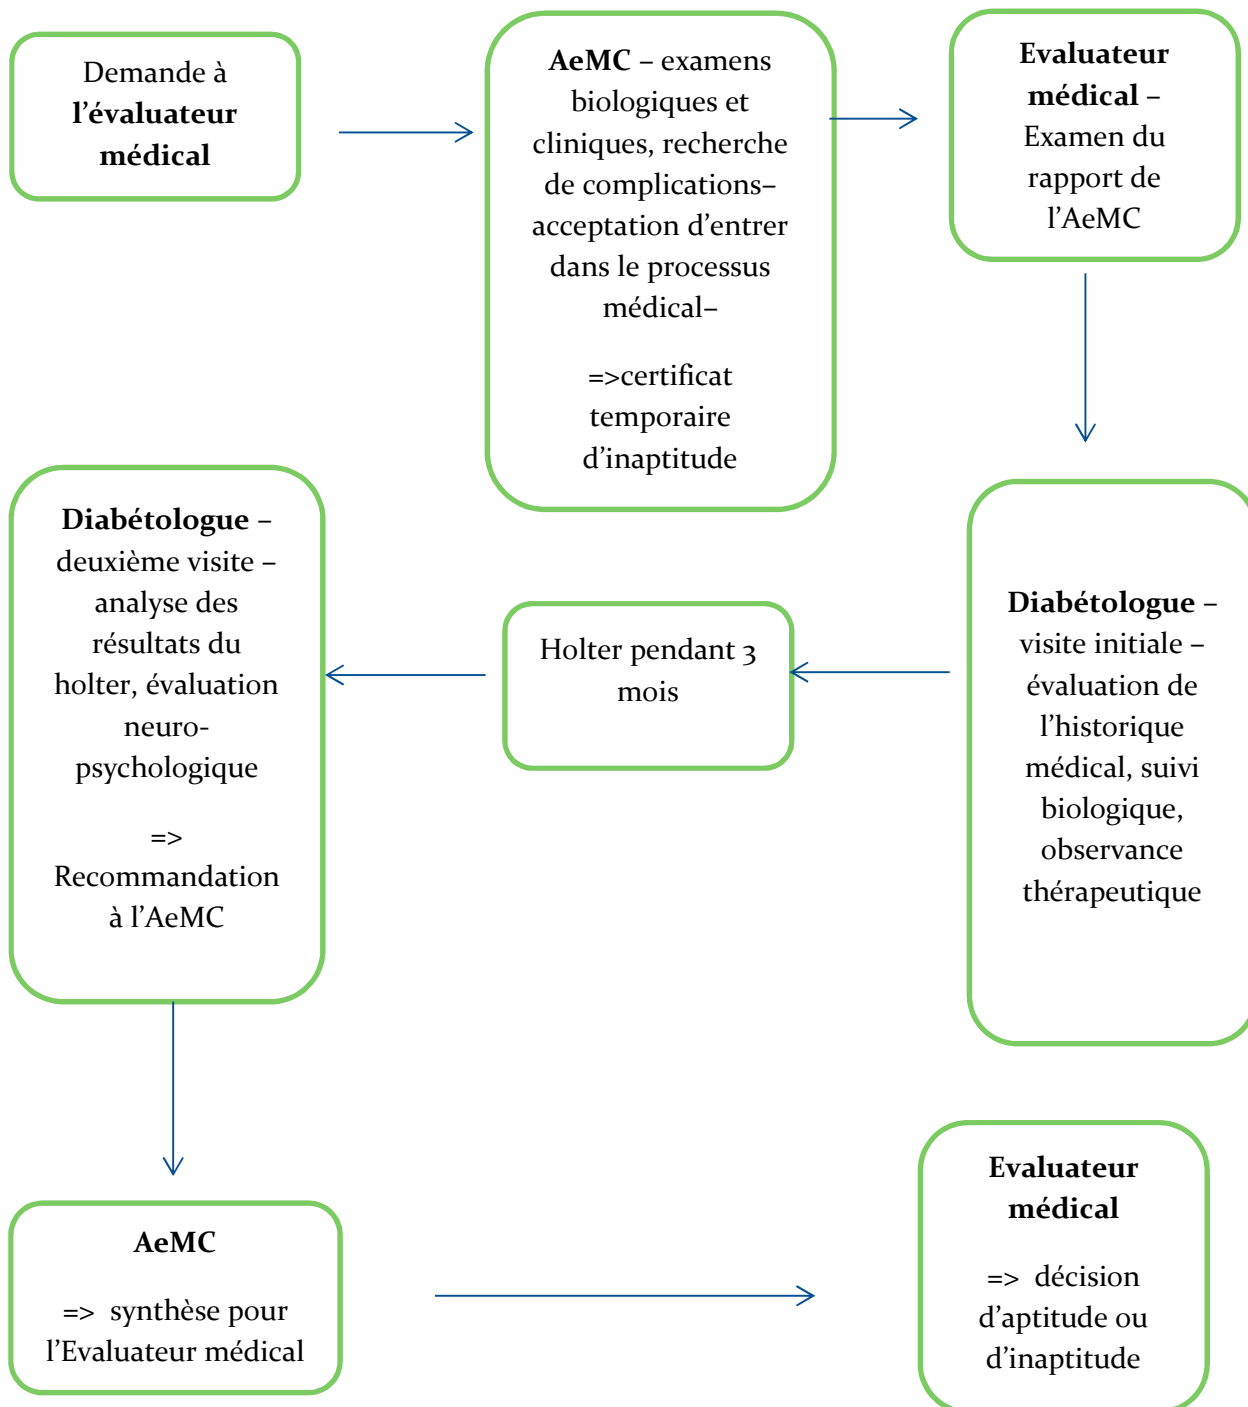 Demande à
l’évaluateur
médical
AeMC – examens
biologiques et
cliniques, recherche
de complications–
acceptation d’entrer
dans le processus
médical–
=>certificat
temporaire
d’inaptitude
Evaluateur
médical –
Examen du
rapport de
l’AeMC
Diabétologue –
visite initiale –
évaluation de
l’historique
médical, suivi
biologique,
observance
thérapeutique
Holter pendant 3
mois
Diabétologue –
deuxième visite –
analyse des
résultats du
holter, évaluation
neuro-
psychologique
=>
Recommandation
à l’AeMC
AeMC
=> synthèse pour
l’Evaluateur médical
Evaluateur
médical
=> décision
d’aptitude ou
d’inaptitude